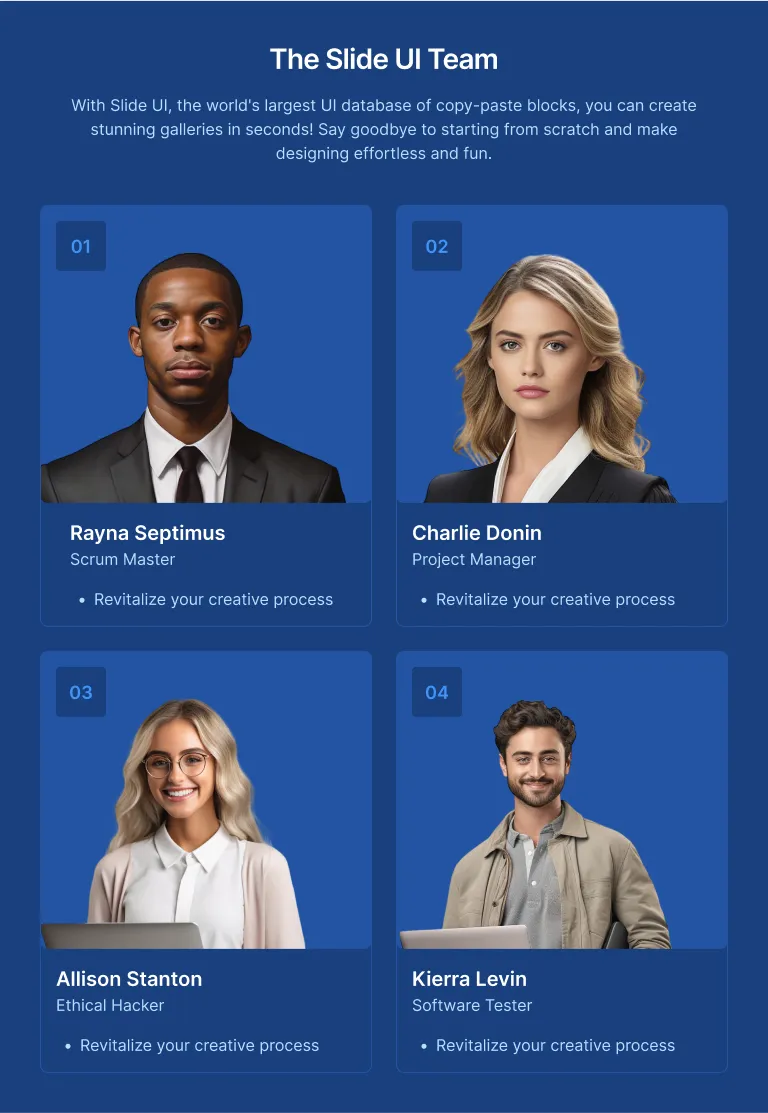 The Slide UI Team
With Slide UI, the world's largest UI database of copy-paste blocks, you can create
stunning galleries in seconds! Say goodbye to starting from scratch and make
designing effortless and fun.
01
Rayna Septimus
Scrum Master
• Revitalize your creative process
02
Charlie Donin
Project Manager
• Revitalize your creative process
03
Allison Stanton
Ethical Hacker
• Revitalize your creative process
04
Kierra Levin
Software Tester
• Revitalize your creative process